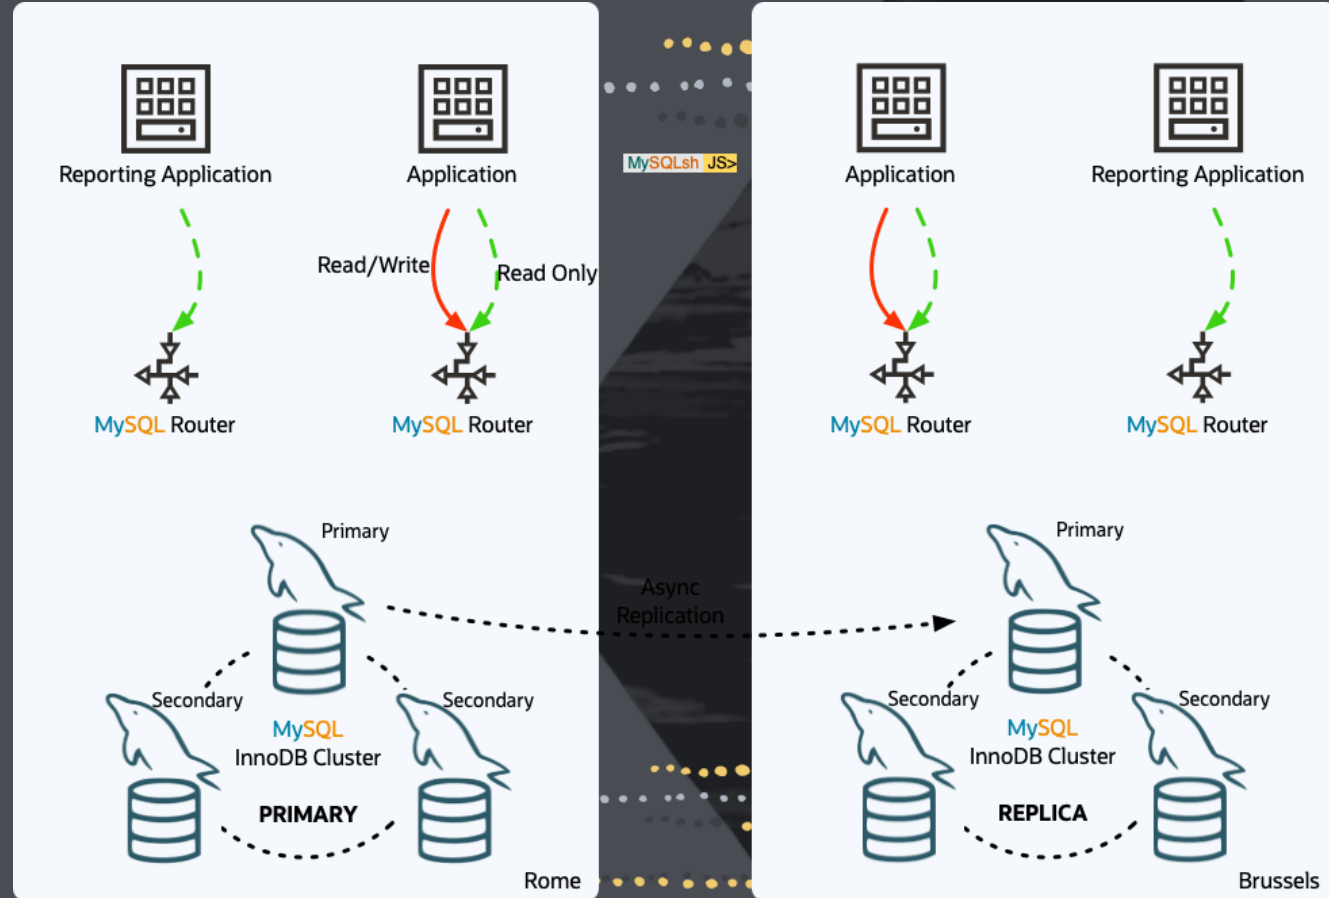 Reporting Application
Application
Read/Write
Read Only
MySQL Router
MySQL Router
Primary
Secondary
Secondary
MySQL
InnoDB Cluster
PRIMARY
Rome
MySQLsh JS>
Async
Replication
Application
Reporting Application
MySQL Router
MySQL Router
Primary
Secondary
Secondary
MySQL
InnoDB Cluster
REPLICA
Brussels